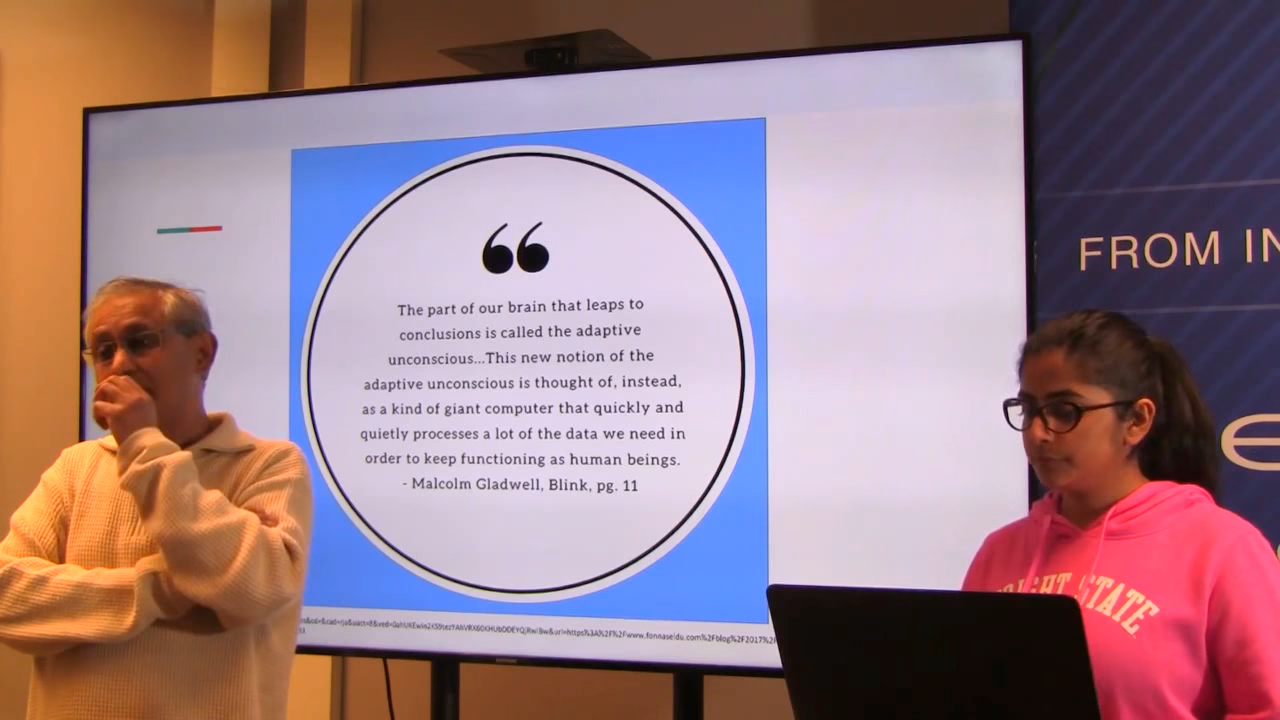 ❝
The part of our brain that leaps to
conclusions is called the adaptive
unconscious...This new notion of the
adaptive unconscious is thought of, instead,
as a kind of giant computer that quickly and
quietly processes a lot of the data we need in
order to keep functioning as human beings.
- Malcolm Gladwell, Blink, pg. 11
FROM IN
e
STATE